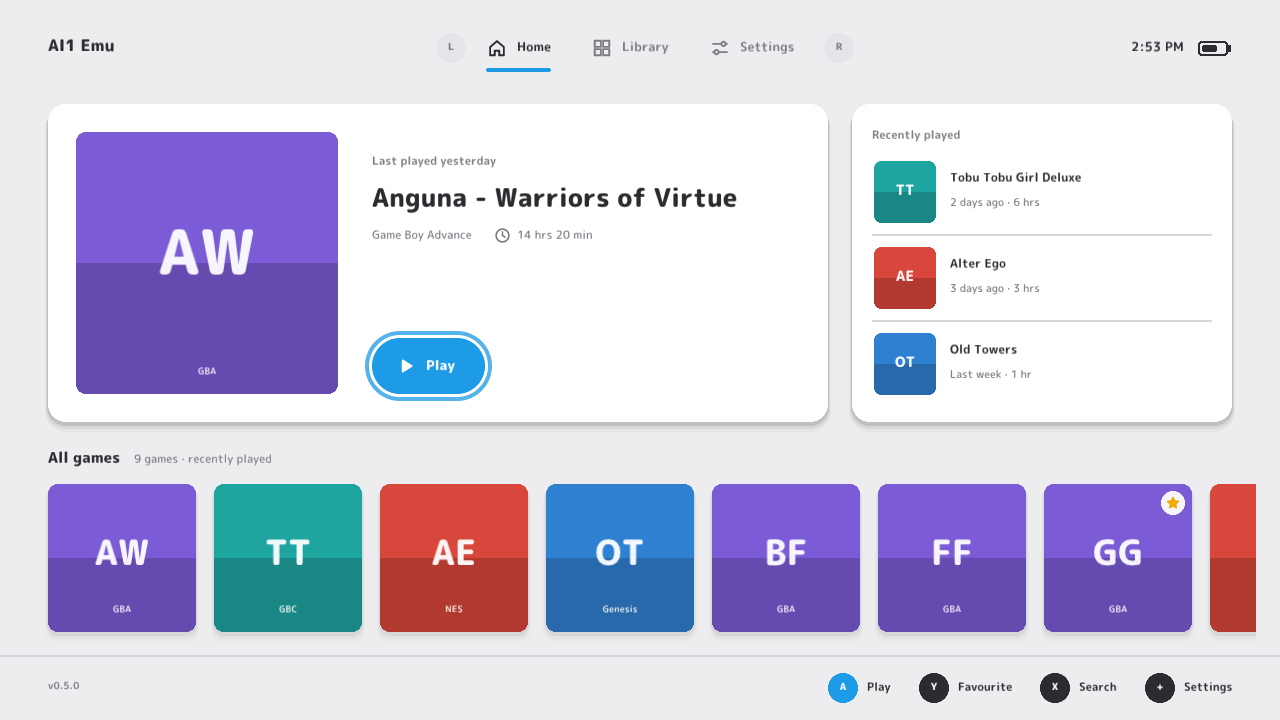 AI1 Emu
L
Home
Library
Settings
R
2:53 PM
AW
GBA
Last played yesterday
Anguna - Warriors of Virtue
Game Boy Advance
14 hrs 20 min
Play
Recently played
TT
Tobu Tobu Girl Deluxe
2 days ago · 6 hrs
AE
Alter Ego
3 days ago · 3 hrs
OT
Old Towers
Last week · 1 hr
All games
9 games · recently played
AW
GBA
TT
GBC
AE
NES
OT
Genesis
BF
GBA
FF
GBA
GG
GBA
v0.5.0
A
Play
Y
Favourite
X
Search
+
Settings